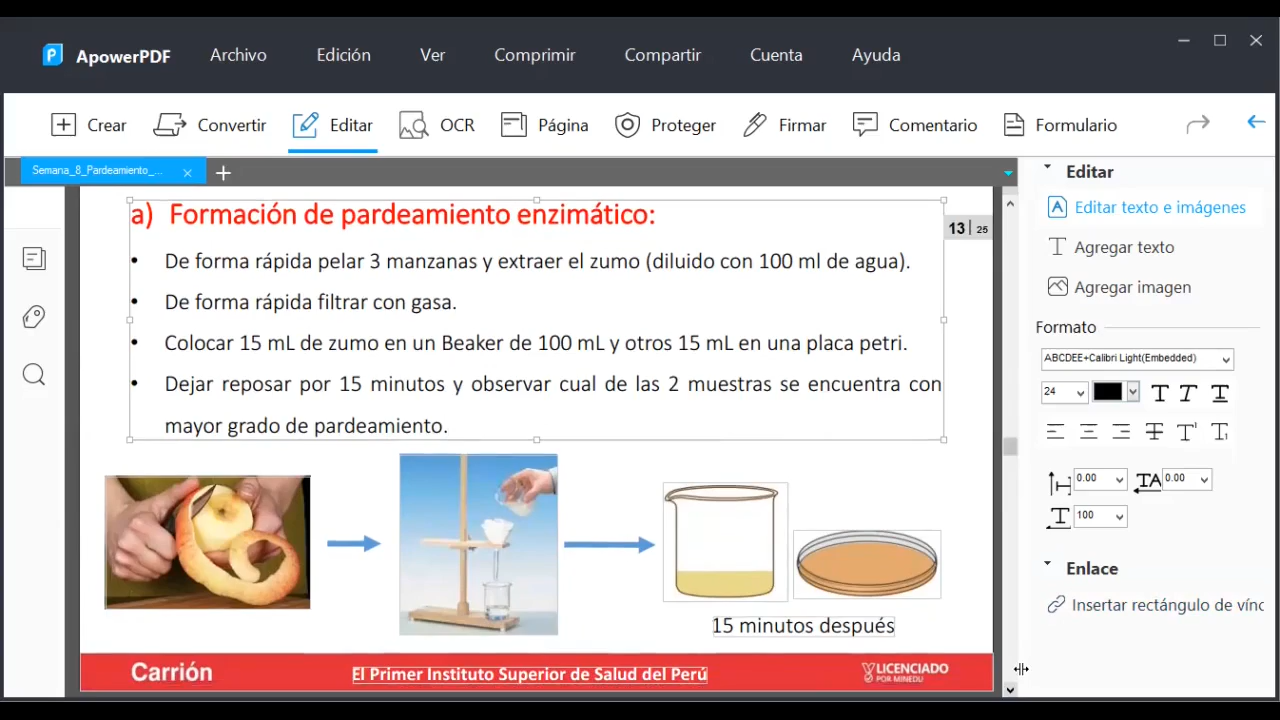 ApowerPDF Archivo Edición Ver Comprimir Compartir Cuenta Ayuda
Crear Convertir Editar OCR Página Proteger Firmar Comentario Formulario
Semana_8_Pardeamiento_...
a) Formación de pardeamiento enzimático:
13 | 25
• De forma rápida pelar 3 manzanas y extraer el zumo (diluido con 100 ml de agua).
• De forma rápida filtrar con gasa.
• Colocar 15 mL de zumo en un Beaker de 100 mL y otros 15 mL en una placa petri.
• Dejar reposar por 15 minutos y observar cual de las 2 muestras se encuentra con
mayor grado de pardeamiento.
15 minutos después
Carrión El Primer Instituto Superior de Salud del Perú LICENCIADO
POR MINEDU
Editar
Editar texto e imágenes
Agregar texto
Agregar imagen
Formato
ABCDEE+Calibri Light(Embedded)
24
0.00 0.00
100
Enlace
Insertar rectángulo de vínc